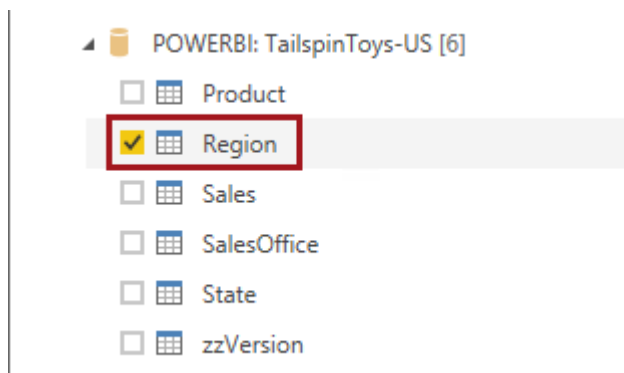 POWERBI: TailspinToys-US [6]
Product
Region
Sales
SalesOffice
State
zzVersion